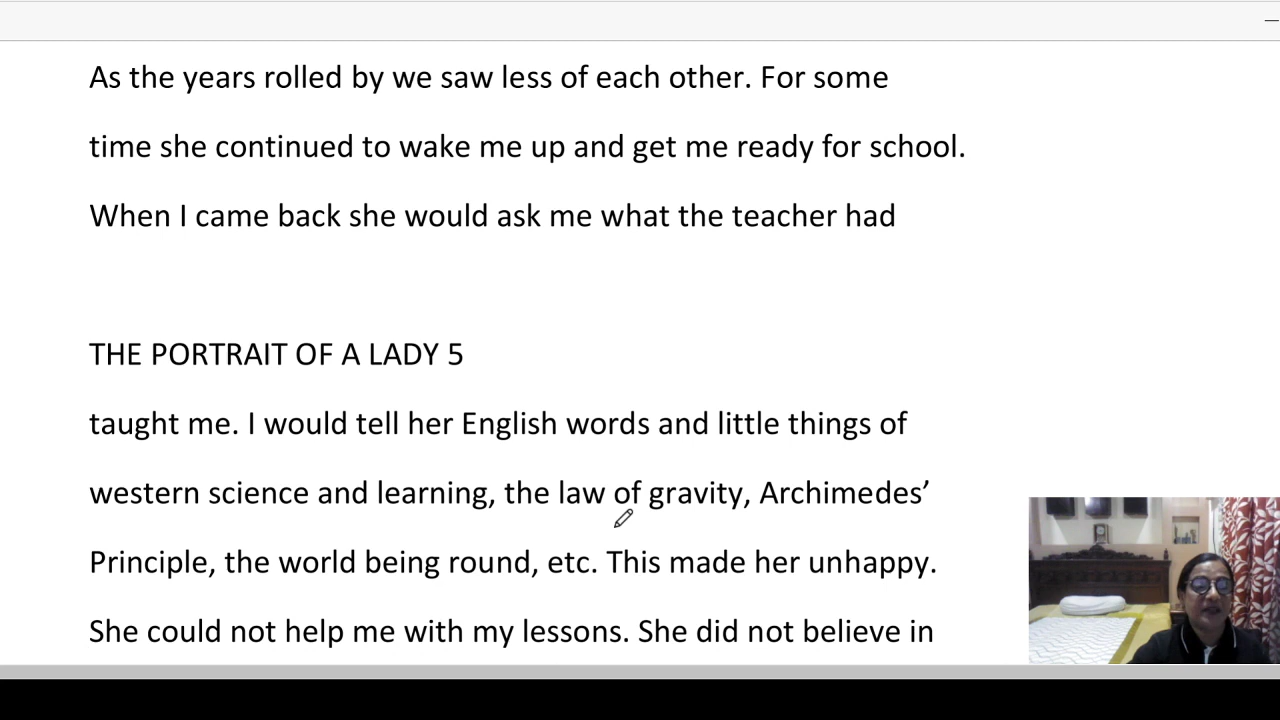 As the years rolled by we saw less of each other. For some
time she continued to wake me up and get me ready for school.
When I came back she would ask me what the teacher had
THE PORTRAIT OF A LADY 5
taught me. I would tell her English words and little things of
western science and learning, the law of gravity, Archimedes’
Principle, the world being round, etc. This made her unhappy.
She could not help me with my lessons. She did not believe in